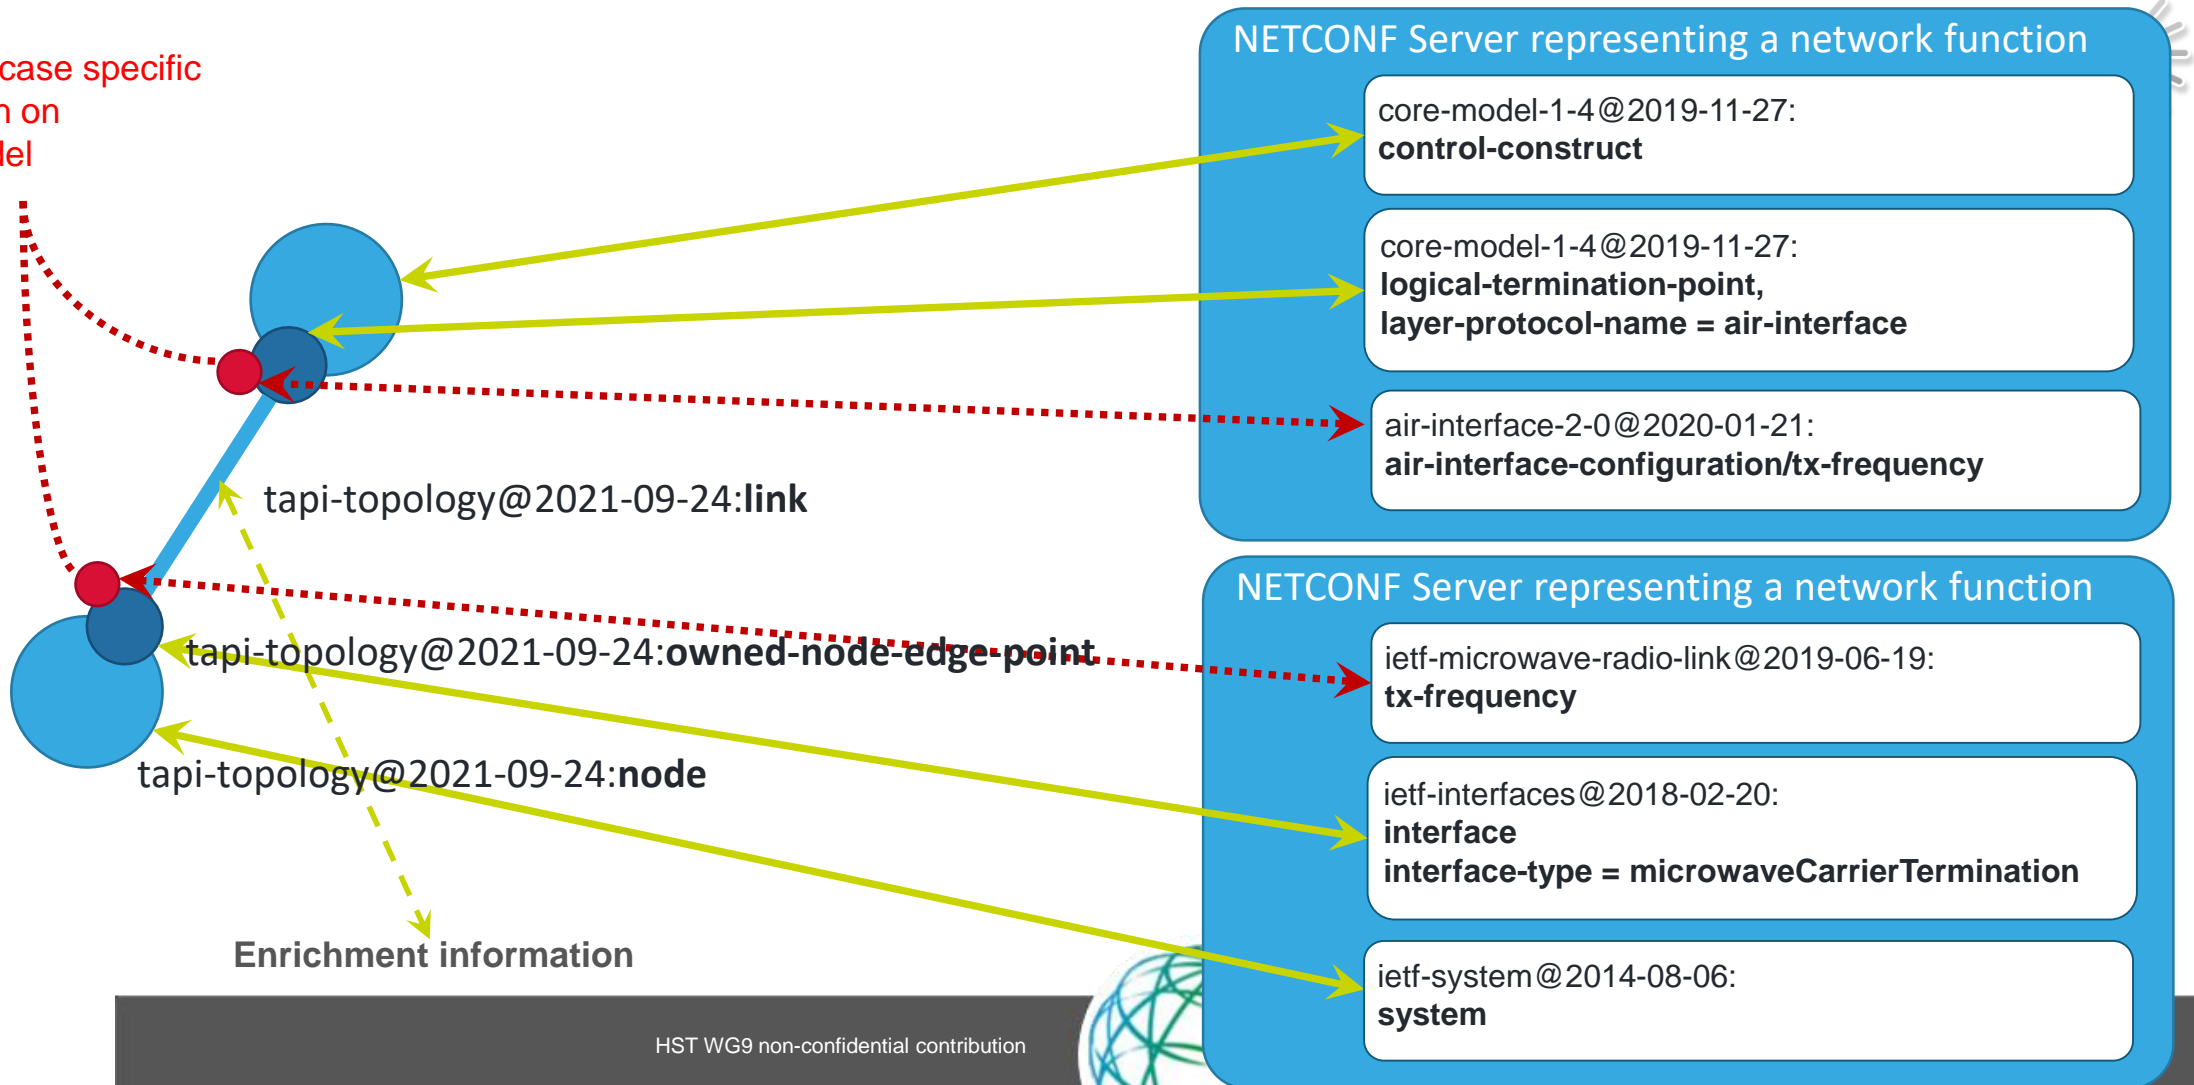 case specific
on
NETCONF Server representing a network function
core-model-1-4@2019-11-27:
control-construct
core-model-1-4@2019-11-27:
logical-termination-point,
layer-protocol-name = air-interface
air-interface-2-0@2020-01-21:
air-interface-configuration/tx-frequency
tapi-topology@2021-09-24:link
NETCONF Server representing a network function
tapi-topology@2021-09-24:owned-node-edge-point
ietf-microwave-radio-link@2019-06-19:
tx-frequency
tapi-topology@2021-09-24:node
ietf-interfaces@2018-02-20:
interface
interface-type = microwaveCarrierTermination
Enrichment information
ietf-system@2014-08-06:
system
HST WG9 non-confidential contribution